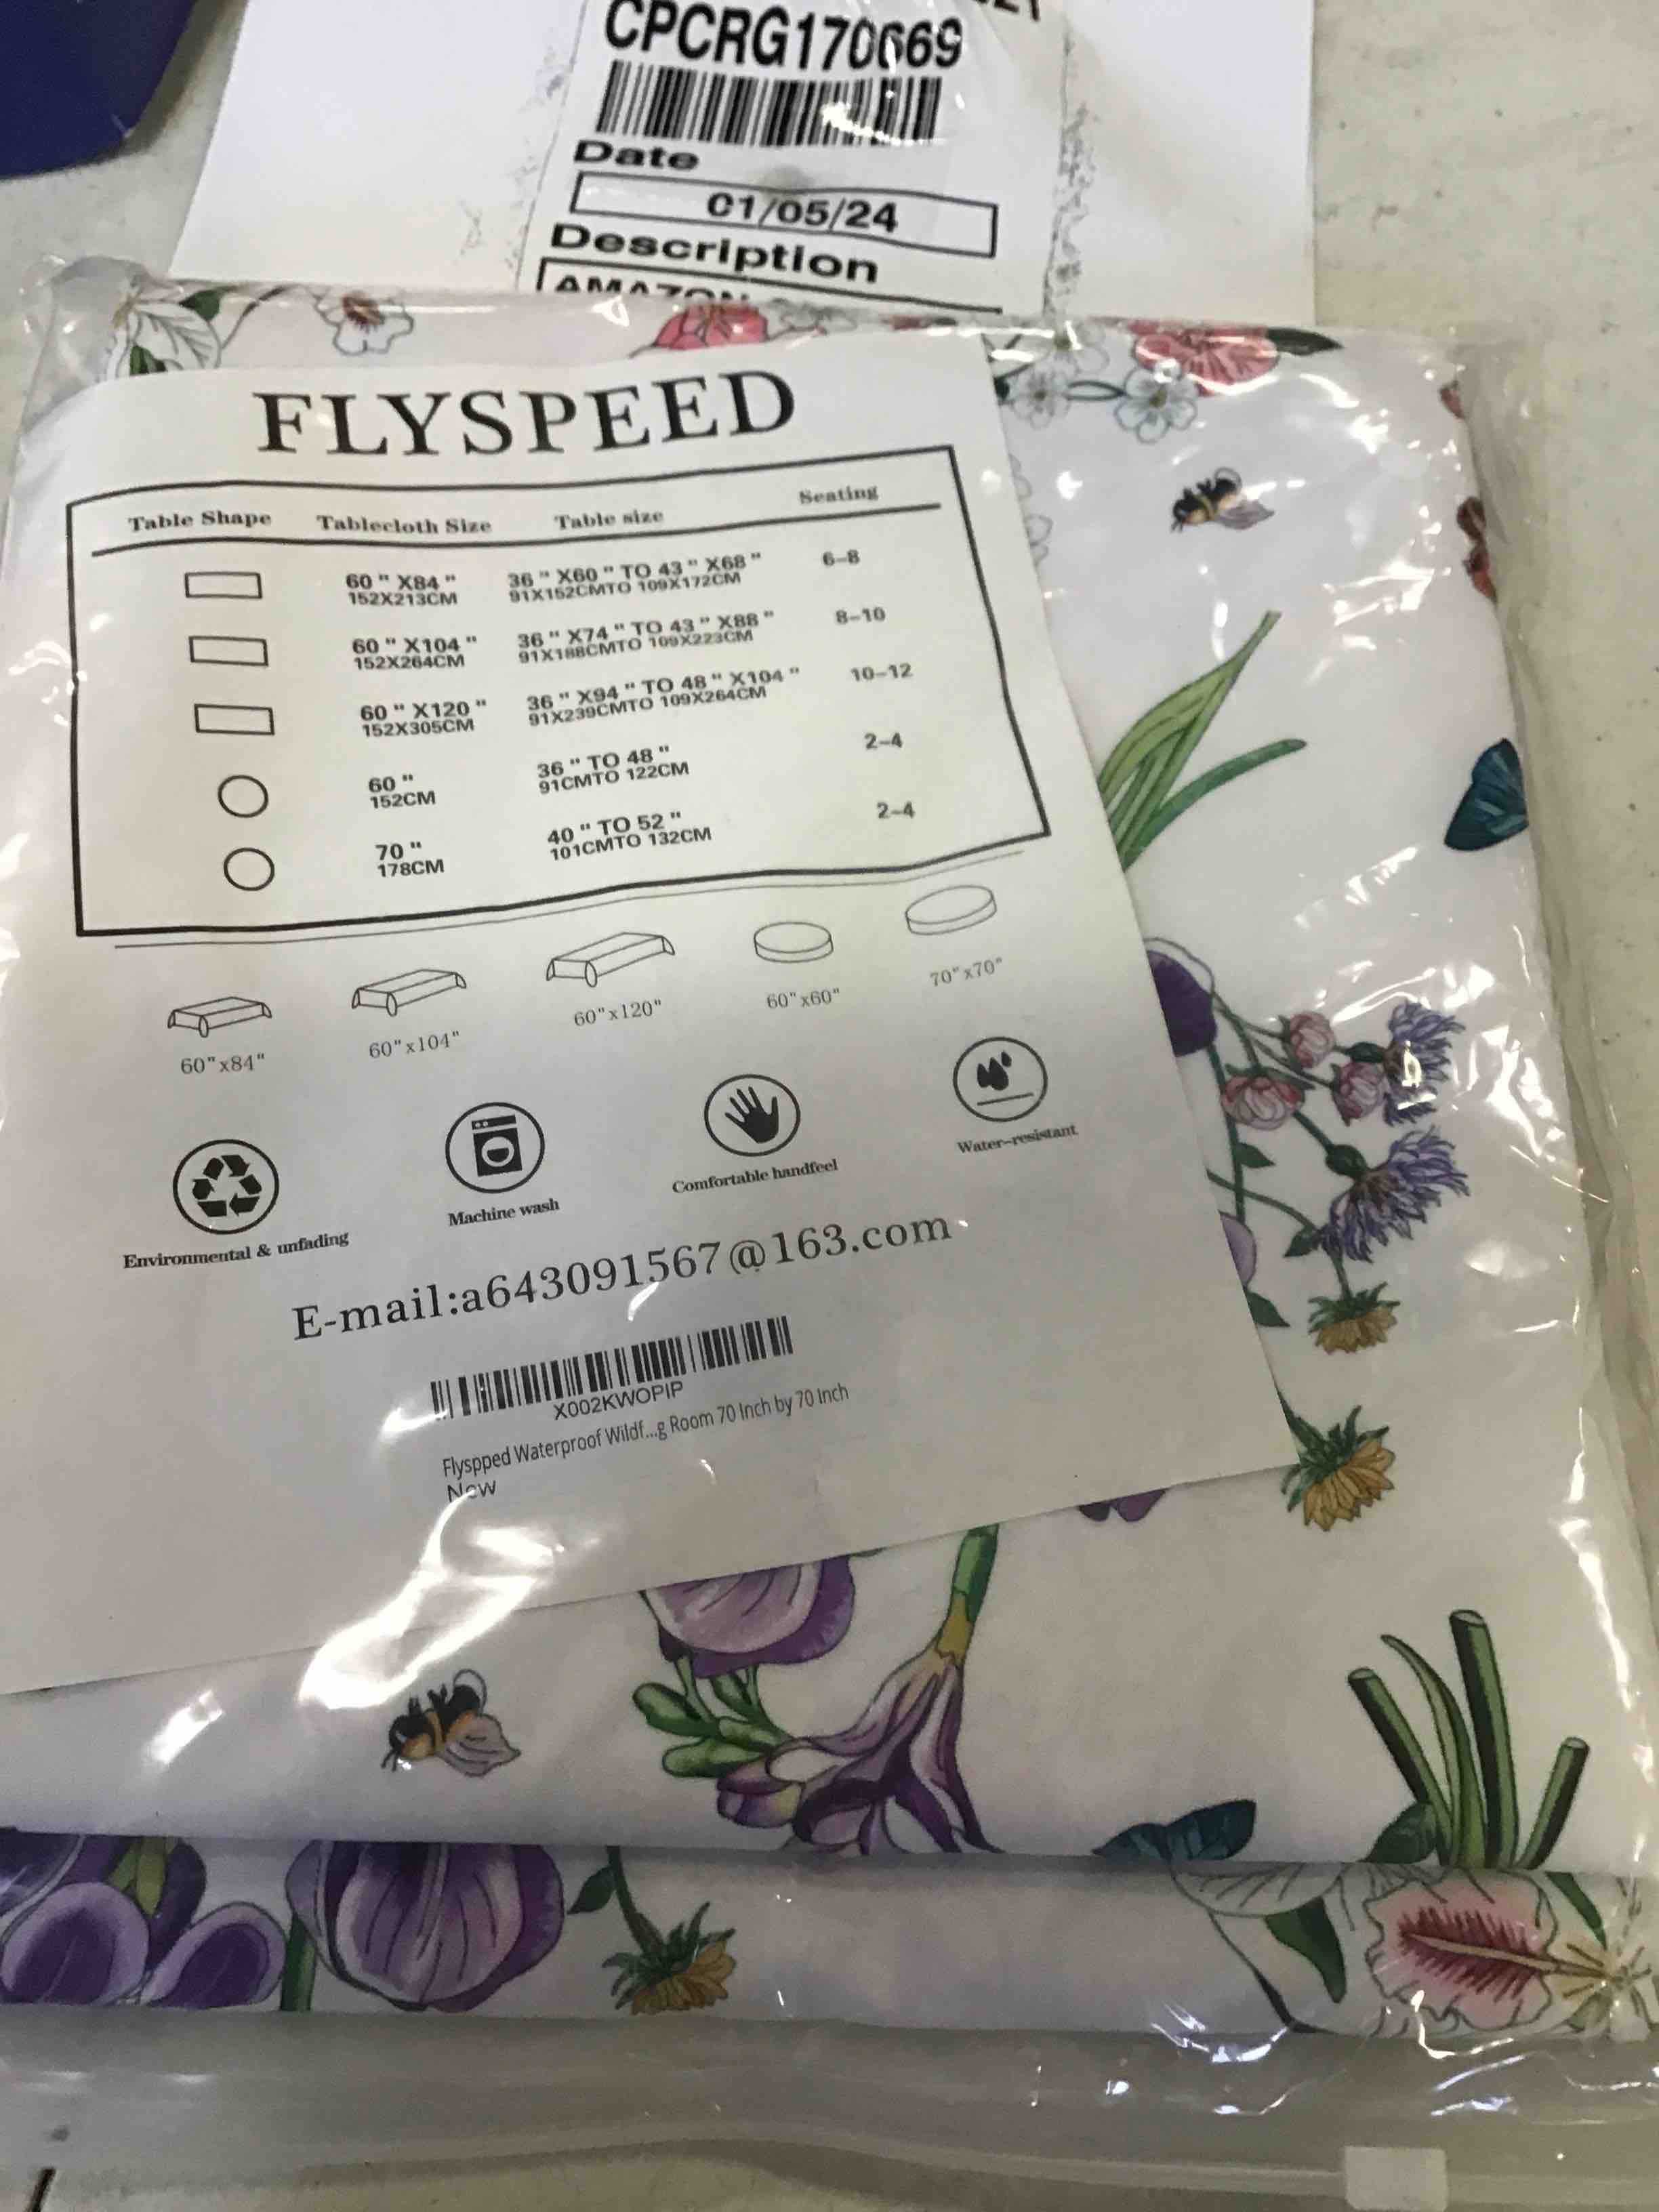 CPCRG170669
Date
01/05/24
Description
AMAZON
FLYSPEED
Table Shape Tablecloth Size Table size Seating
60 " X84 " 36 " X60 " TO 43 " X68 " 6-8
152X213CM 91X152CMTO 109X172CM
60 " X104 " 36 " X74 " TO 43 " X88 " 8-10
152X264CM 91X188CMTO 109X223CM
60 " X120 " 36 " X94 " TO 48 " X104 " 10-12
152X305CM 91X239CMTO 109X264CM
60 " 36 " TO 48 " 2-4
152CM 91CMTO 122CM
70 " 40 " TO 52 " 2-4
178CM 101CMTO 132CM
60"x84" 60"x104" 60"x120" 60"x60" 70"x70"
Environmental & unfading Machine wash Comfortable handfeel Water-resistant
E-mail:a643091567@163.com
X002KWOPIP
Flyspped Waterproof Wildf...g Room 70 Inch by 70 Inch
New